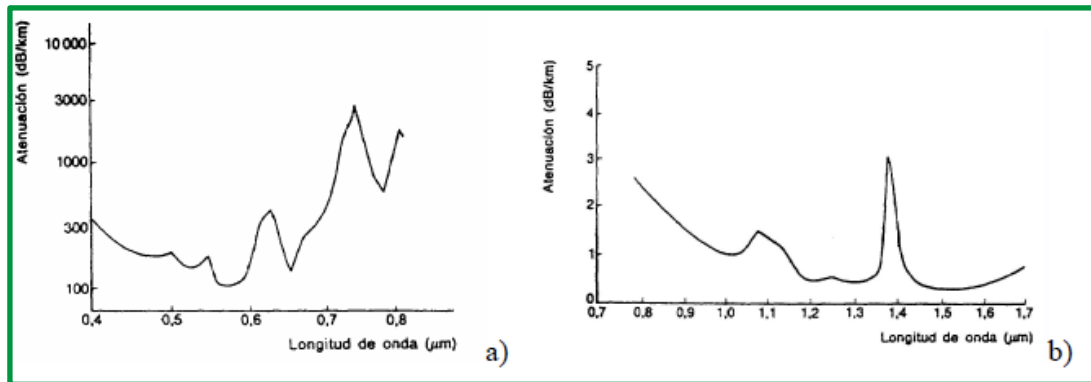 Atenuación (dB/km)
10 000
3000
1000
300
100
0,4 0,5 0,6 0,7 0,8
Longitud de onda (µm)
a)
Atenuación (dB/km)
5
4
3
2
1
0
0,7 0,8 0,9 1,0 1,1 1,2 1,3 1,4 1,5 1,6 1,7
Longitud de onda (µm)
b)